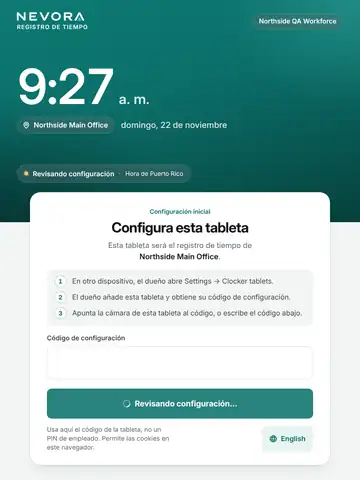 NEVORA
REGISTRO DE TIEMPO
Northside QA Workforce
9:27 a. m.
Northside Main Office
domingo, 22 de noviembre
Revisando configuración · Hora de Puerto Rico
Configuración inicial
Configura esta tableta
Esta tableta será el registro de tiempo de
Northside Main Office.
1 En otro dispositivo, el dueño abre Settings → Clocker tablets.
2 El dueño añade esta tableta y obtiene su código de configuración.
3 Apunta la cámara de esta tableta al código, o escribe el código abajo.
Código de configuración
Revisando configuración...
Usa aquí el código de la tableta, no un
PIN de empleado. Permite las cookies en
este navegador.
English